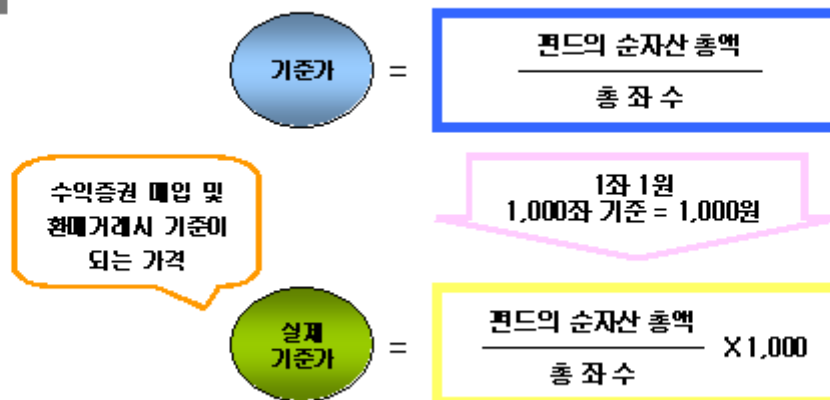 기준가 =
펀드의 순자산 총액
총 좌 수
1좌 1원
1,000좌 기준 = 1,000원
수익증권 매입 및
환매거래시 기준이
되는 가격
실제
기준가 =
펀드의 순자산 총액
총 좌 수
X 1,000